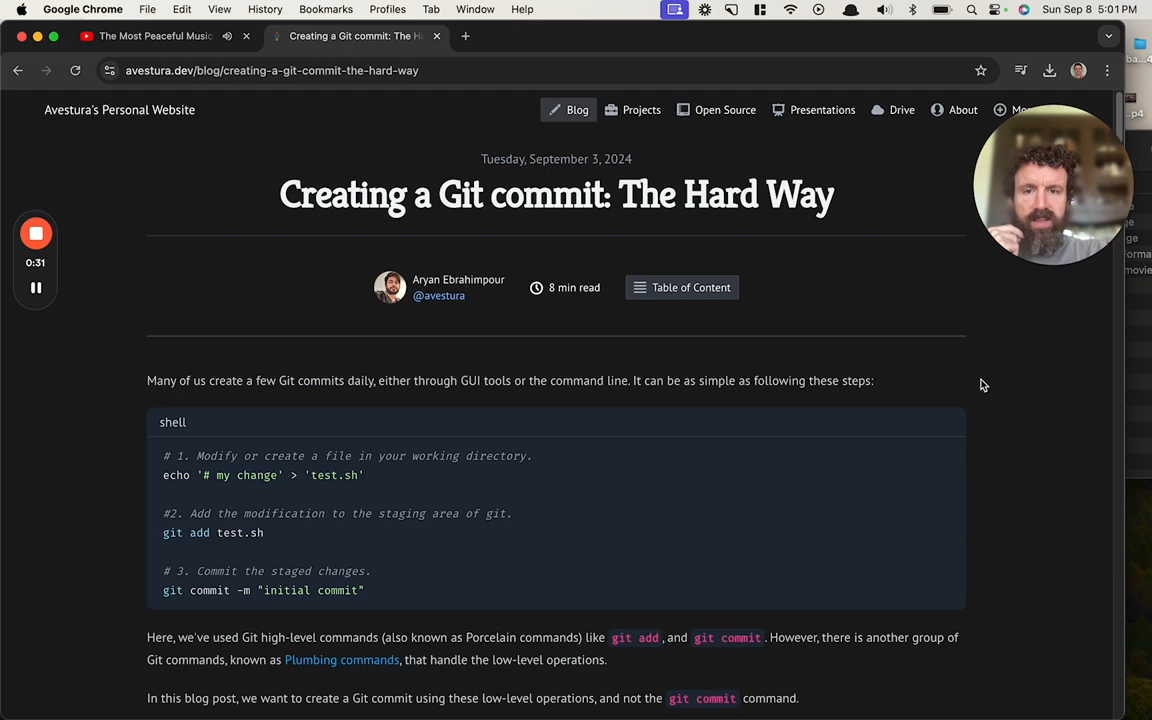 Google Chrome File Edit View History Bookmarks Profiles Tab Window Help Sun Sep 8 5:01 PM
The Most Peaceful Music
Creating a Git commit: The H
avestura.dev/blog/creating-a-git-commit-the-hard-way
Avestura's Personal Website
Blog Projects Open Source Presentations Drive About
Tuesday, September 3, 2024
Creating a Git commit: The Hard Way
0:31
Aryan Ebrahimpour
@avestura
8 min read
Table of Content
Many of us create a few Git commits daily, either through GUI tools or the command line. It can be as simple as following these steps:
shell
# 1. Modify or create a file in your working directory.
echo '# my change' > 'test.sh'
#2. Add the modification to the staging area of git.
git add test.sh
# 3. Commit the staged changes.
git commit -m "initial commit"
Here, we've used Git high-level commands (also known as Porcelain commands) like git add, and git commit. However, there is another group of
Git commands, known as Plumbing commands, that handle the low-level operations.
In this blog post, we want to create a Git commit using these low-level operations, and not the git commit command.